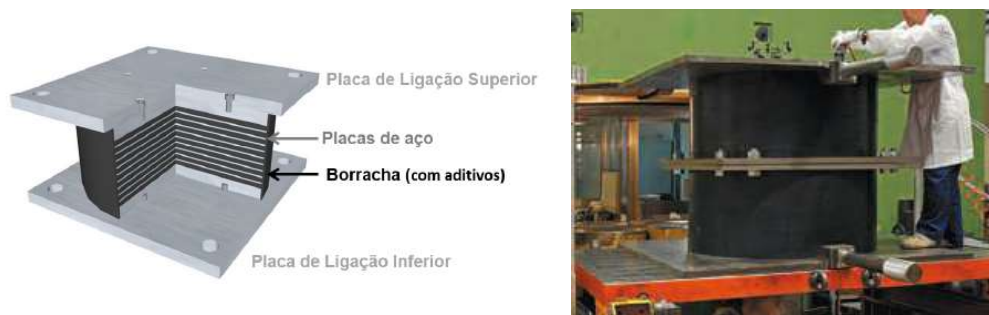 Placa de Ligação Superior
Placas de aço
Borracha (com aditivos)
Placa de Ligação Inferior